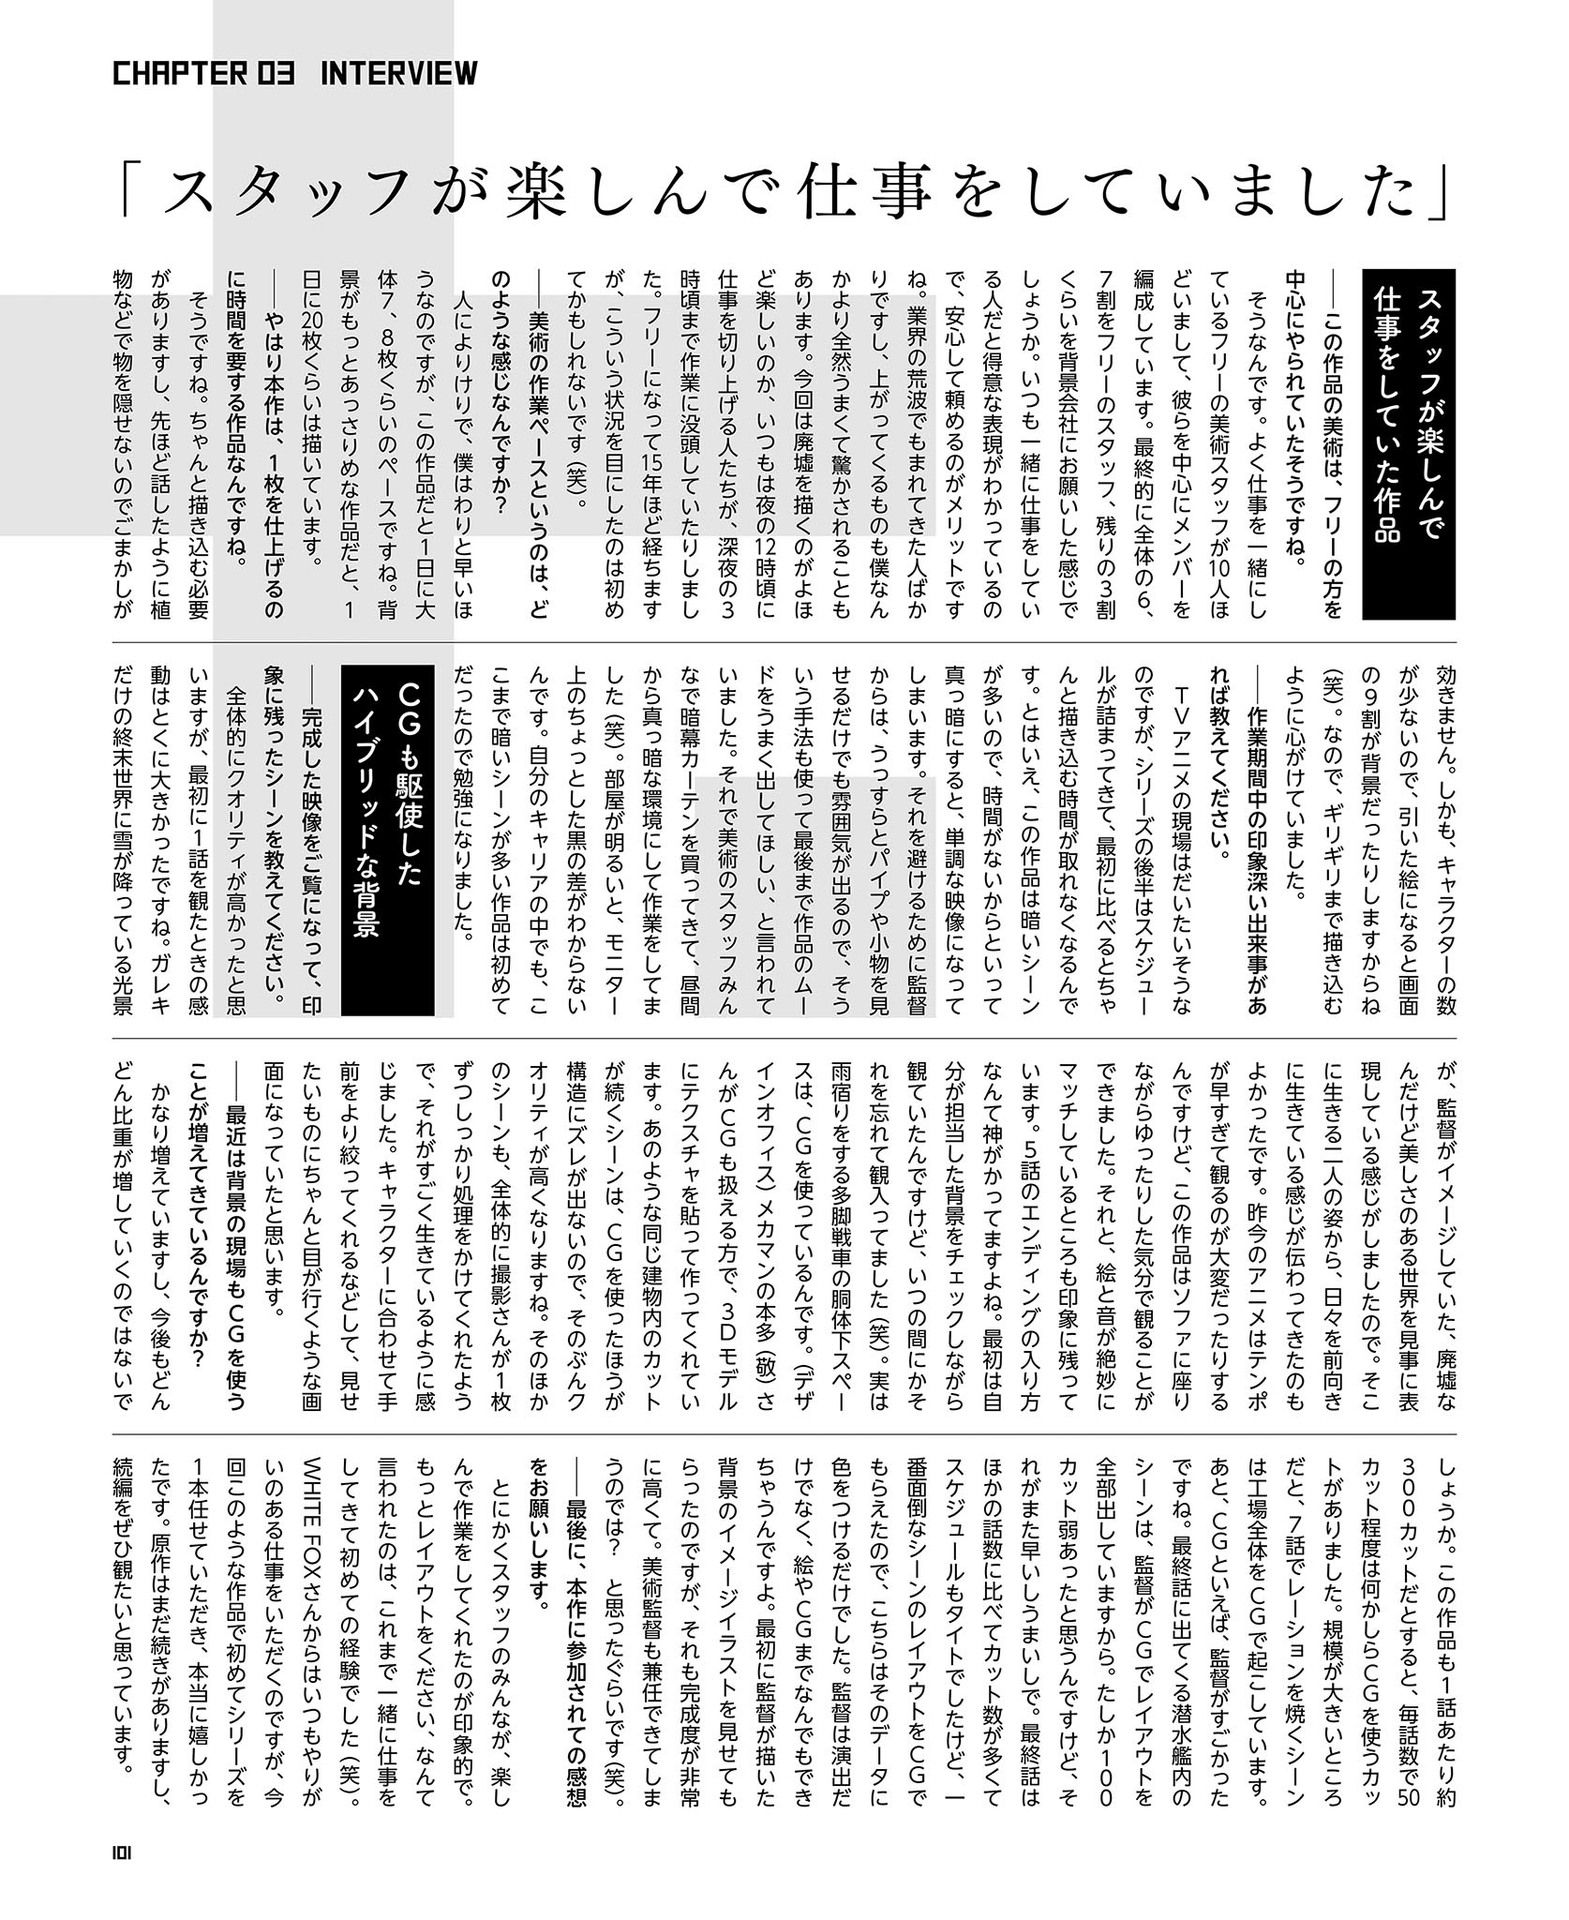 CHAPTER 03 INTERVIEW
「スタッフが楽しんで仕事をしていました」
スタッフが楽しんで
仕事をしていた作品
――この作品の美術は、フリーの方を
中心にやられていたそうですね。
そうなんです。よく仕事を一緒にし
ているフリーの美術スタッフが10人ほ
どいまして、彼らを中心にメンバーを
編成しています。最終的に全体の6、
7割をフリーのスタッフ、残りの3割
くらいを背景会社にお願いした感じで
しょうか。いつも一緒に仕事をしてい
る人だと得意な表現がわかっているの
で、安心して頼めるのがメリットです
ね。業界の荒波でもまれてきた人ばか
りですし、上がってくるものも僕なん
かより全然うまくて驚かされることも
あります。今回は廃墟を描くのがよほ
ど楽しいのか、いつもは夜の12時頃に
仕事を切り上げる人たちが、深夜の3
時頃まで作業に没頭していたりしまし
た。フリーになって15年ほど経ちます
が、こういう状況を目にしたのは初め
てかもしれないです（笑）。
――美術の作業ペースというのは、ど
のような感じなんですか？
人によりけりで、僕はわりと早いほ
うなのですが、この作品だと1日に大
体7、8枚くらいのペースですね。背
景がもっとあっさりめな作品だと、1
日に20枚くらいは描いています。
――やはり本作は、1枚を仕上げるの
に時間を要する作品なんですね。
そうですね。ちゃんと描き込む必要
がありますし、先ほど話したように植
物などで物を隠せないのでごまかしが
効きません。しかも、キャラクターの数
が少ないので、引いた絵になると画面
の9割が背景だったりしますからね
（笑）。なので、ギリギリまで描き込む
ように心がけていました。
――作業期間中の印象深い出来事があ
れば教えてください。
TVアニメの現場はだいたいそうな
のですが、シリーズの後半はスケジュー
ルが詰まってきて、最初に比べるとちゃ
んと描き込む時間が取れなくなるんで
す。とはいえ、この作品は暗いシーン
が多いので、時間がないからといって
真っ暗にすると、単調な映像になって
しまいます。それを避けるために監督
からは、うっすらとパイプや小物を見
せるだけでも雰囲気が出るので、そう
いう手法も使って最後まで作品のムー
ドをうまく出してほしい、と言われて
いました。それで美術のスタッフみん
なで暗幕カーテンを買ってきて、昼間
から真っ暗な環境にして作業をしてま
した（笑）。部屋が明るいと、モニター
上のちょっとした黒の差がわからない
んです。自分のキャリアの中でも、こ
こまで暗いシーンが多い作品は初めて
だったので勉強になりました。
CGも駆使した
ハイブリッドな背景
――完成した映像をご覧になって、印
象に残ったシーンを教えてください。
全体的にクオリティが高かったと思
いますが、最初に1話を観たときの感
動はとくに大きかったですね。ガレキ
だけの終末世界に雪が降っている光景
が、監督がイメージしていた、廃墟な
んだけど美しさのある世界を見事に表
現している感じがしましたので。そこ
に生きる二人の姿から、日々を前向き
に生きている感じが伝わってきたのも
よかったです。昨今のアニメはテンポ
が早すぎて観るのが大変だったりする
んですけど、この作品はソファに座り
ながらゆったりした気分で観ることが
できました。それと、絵と音が絶妙に
マッチしているところも印象に残って
います。5話のエンディングの入り方
なんて神がかってますよね。最初は自
分が担当した背景をチェックしながら
観ていたんですけど、いつの間にかそ
れを忘れて観入ってました（笑）。実は
雨宿りをする多脚戦車の胴体下スペー
スは、CGを使っているんです。（デザ
インオフィス）メカマンの本多（敬）さ
んがCGも扱える方で、3Dモデル
にテクスチャを貼って作ってくれてい
ます。あのような同じ建物内のカット
が続くシーンは、CGを使ったほうが
構造にズレが出ないので、そのぶんク
オリティが高くなりますね。そのほか
のシーンも、全体的に撮影さんが1枚
ずつしっかり処理をかけてくれたよう
で、それがすごく生きているように感
じました。キャラクターに合わせて手
前をより絞ってくれるなどして、見せ
たいものにちゃんと目が行くような画
面になっていたと思います。
――最近は背景の現場もCGを使う
ことが増えてきているんですか？
かなり増えていますし、今後もどん
どん比重が増していくのではないで
しょうか。この作品も1話あたり約
300カットだとすると、毎話数で50
カット程度は何かしらCGを使うカッ
トがありました。規模が大きいところ
だと、7話でレーションを焼くシーン
は工場全体をCGで起こしています。
あと、CGといえば、監督がすごかった
ですね。最終話に出てくる潜水艦内の
シーンは、監督がCGでレイアウトを
全部出していますから。たしか100
カット弱あったと思うんですけど、そ
れがまた早いしうまいしで。最終話は
ほかの話数に比べてカット数が多くて
スケジュールもタイトでしたけど、一
番面倒なシーンのレイアウトをCGで
もらえたので、こちらはそのデータに
色をつけるだけでした。監督は演出だ
けでなく、絵やCGまでなんでもでき
ちゃうんですよ。最初に監督が描いた
背景のイメージイラストを見せても
らったのですが、それも完成度が非常
に高くて。美術監督も兼任できてしま
うのでは？　と思ったぐらいです（笑）。
――最後に、本作に参加されての感想
をお願いします。
とにかくスタッフのみんなが、楽し
んで作業をしてくれたのが印象的で。
もっとレイアウトをください、なんて
言われたのは、これまで一緒に仕事を
してきて初めての経験でした（笑）。
WHITE FOXさんからはいつもやりが
いのある仕事をいただくのですが、今
回このような作品で初めてシリーズを
1本任せていただき、本当に嬉しかっ
たです。原作はまだ続きがありますし、
続編をぜひ観たいと思っています。
101